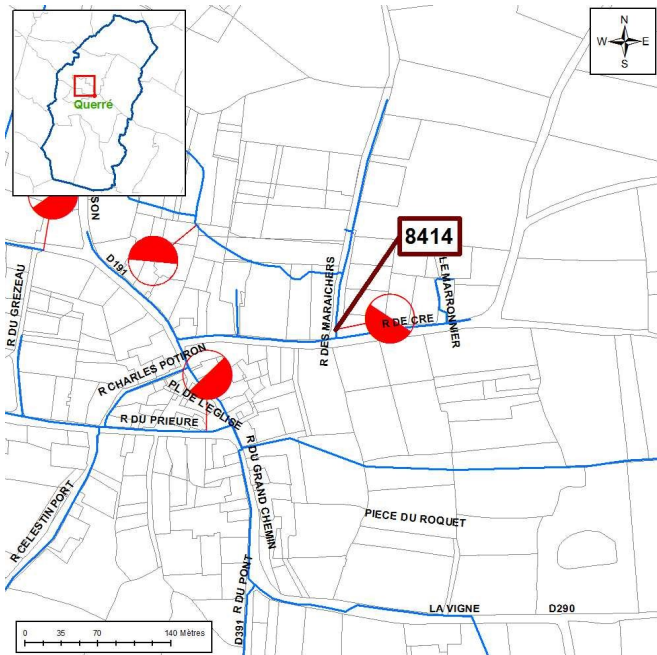 Querré
N
W E
S
SON
D191
R DU GREZEAU
8414
LE MARRONNIER
R DES MARAICHERS
R DE CRE
R CHARLES POTIRON
PL DE L'EGLISE
R DU PRIEURE
R DU GRAND CHEMIN
R CELESTIN PORT
PIECE DU ROQUET
D391 R DU PONT
LA VIGNE
D290
0 35 70 140 Mètres